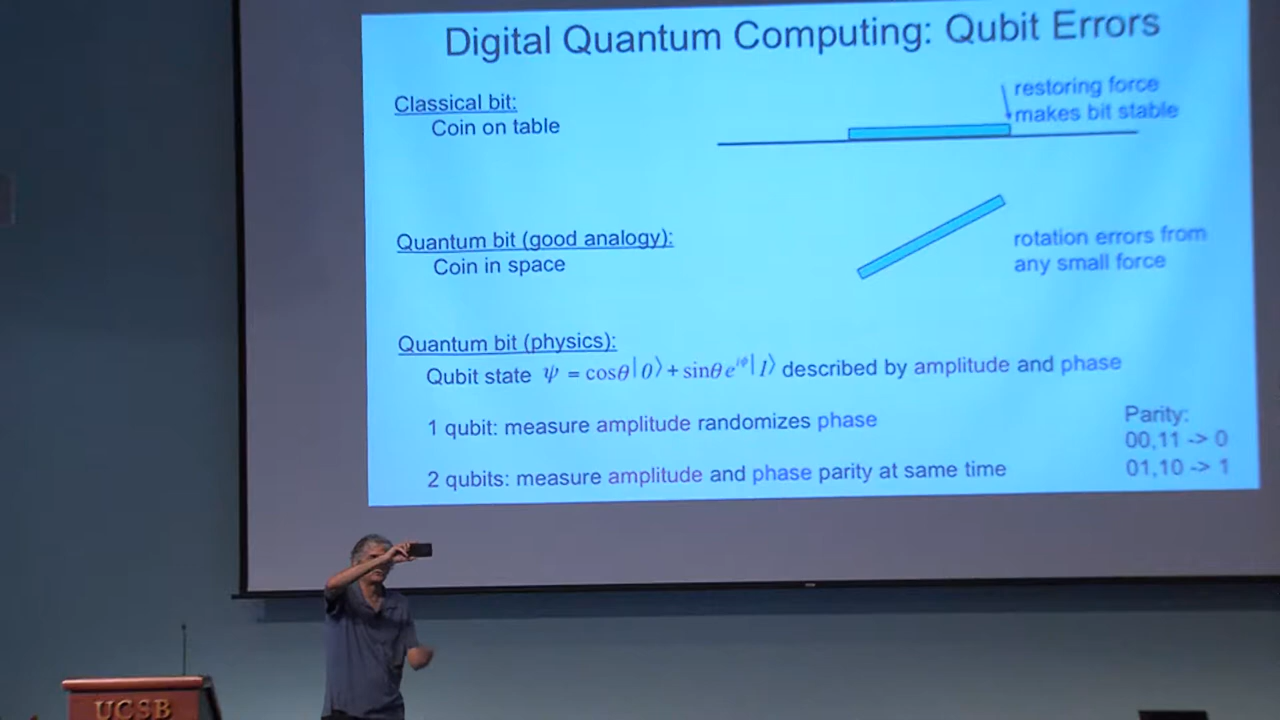 Digital Quantum Computing: Qubit Errors
Classical bit:
Coin on table
restoring force
makes bit stable
Quantum bit (good analogy):
Coin in space
rotation errors from
any small force
Quantum bit (physics):
Qubit state ψ = cosθ|0⟩ + sinθ e^{iφ}|1⟩ described by amplitude and phase
1 qubit: measure amplitude randomizes phase
2 qubits: measure amplitude and phase parity at same time
Parity:
00,11 -> 0
01,10 -> 1
UCSB